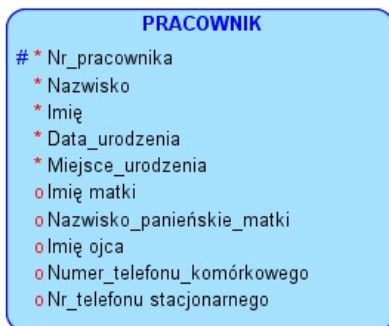 PRACOWNIK
# * Nr_pracownika
* Nazwisko
* Imię
* Data_urodzenia
* Miejsce_urodzenia
o Imię matki
o Nazwisko_panieńskie_matki
o Imię ojca
o Numer_telefonu_komórkowego
o Nr_telefonu stacjonarnego